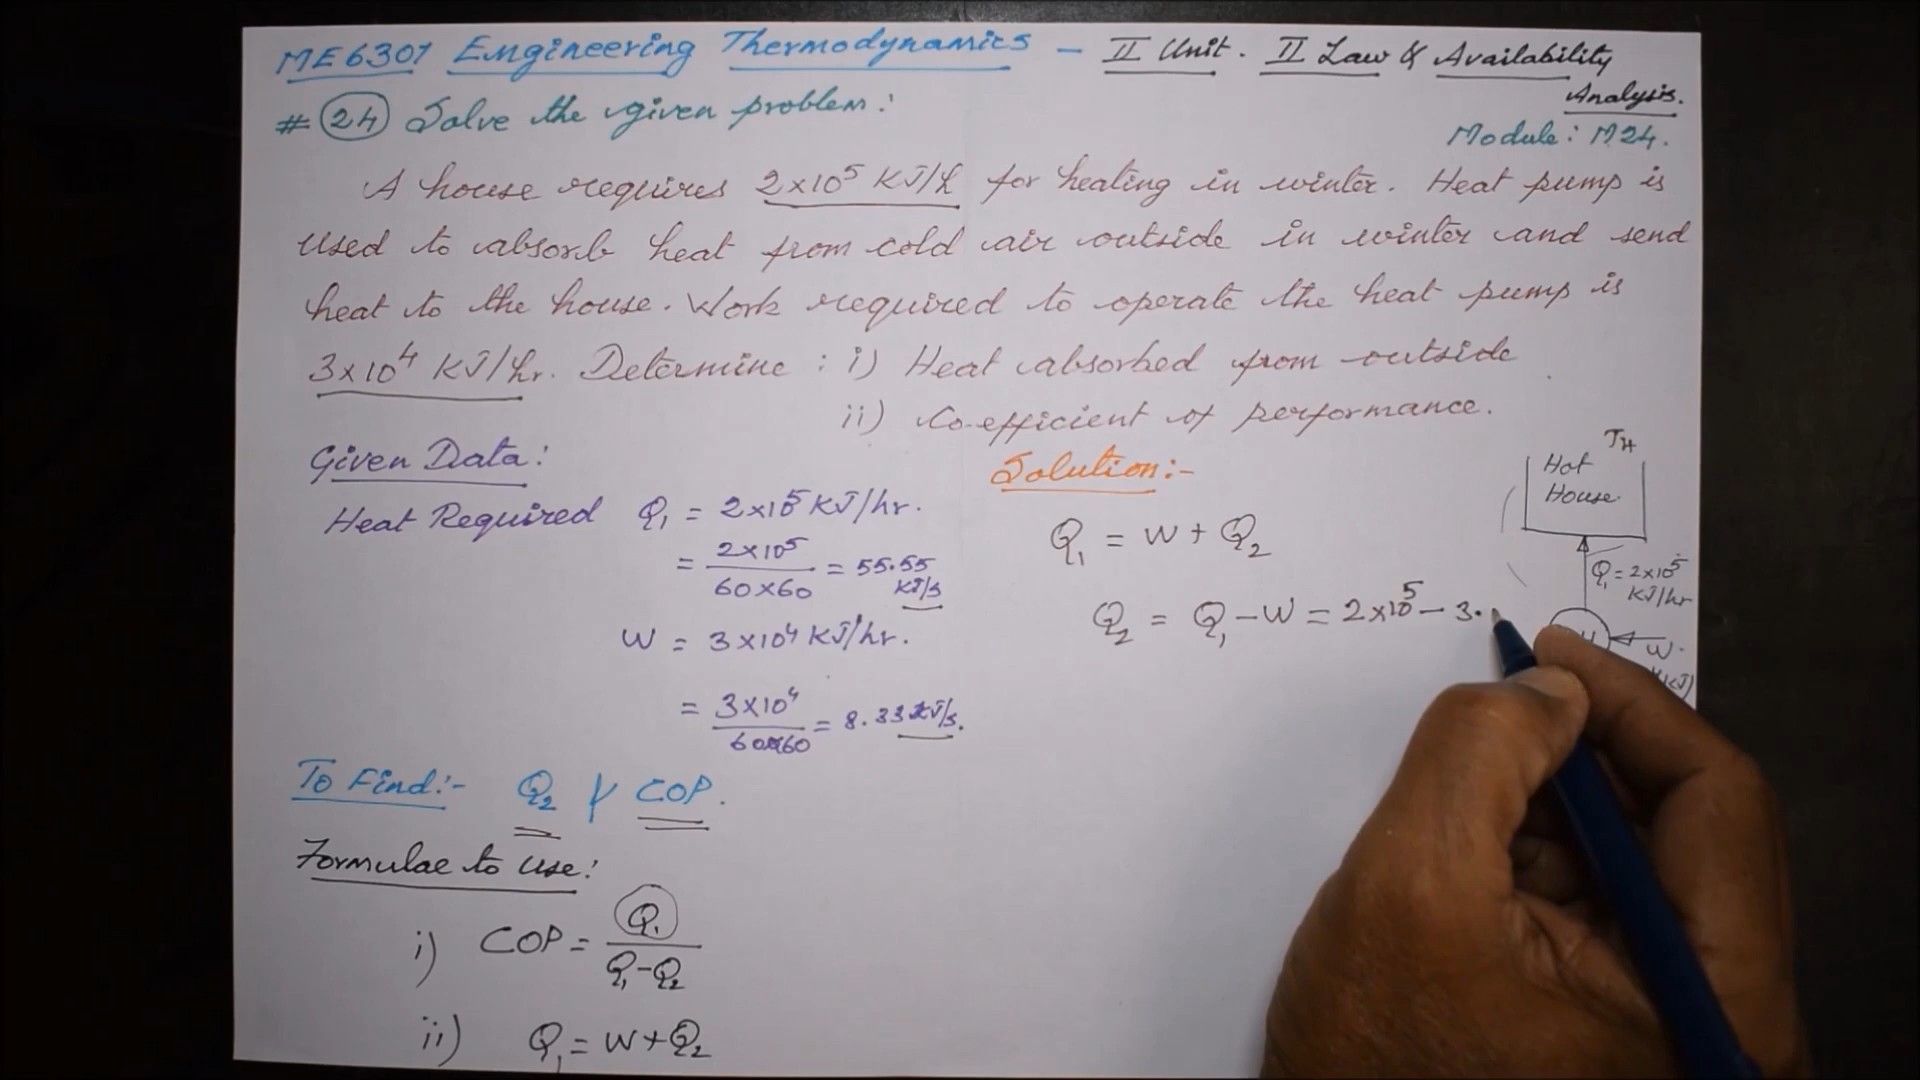 ME6301 Engineering Thermodynamics - II Unit. II Law & Availability
Analysis.
# 24 Solve the given problem:
Module: M24.
A house requires 2×10⁵ KJ/h for heating in winter. Heat pump is
used to absorb heat from cold air outside in winter and send
heat to the house. Work required to operate the heat pump is
3×10⁴ KJ/hr. Determine : i) Heat absorbed from outside
ii) Co-efficient of performance.
Given Data:
Heat Required Q₁ = 2×10⁵ KJ/hr.
= 2×10⁵ / 60×60 = 55.55 KJ/s
W = 3×10⁴ KJ/hr.
= 3×10⁴ / 60×60 = 8.33 KJ/s.
To Find:- Q₂ & COP.
Formulae to use:
i) COP = Q₁ / Q₁-Q₂
ii) Q₁ = W+Q₂
Solution:-
Q₁ = W + Q₂
Q₂ = Q₁ - W = 2×10⁵ - 3.
TH
Hot
House
Q₁ = 2×10⁵
KJ/hr
W.